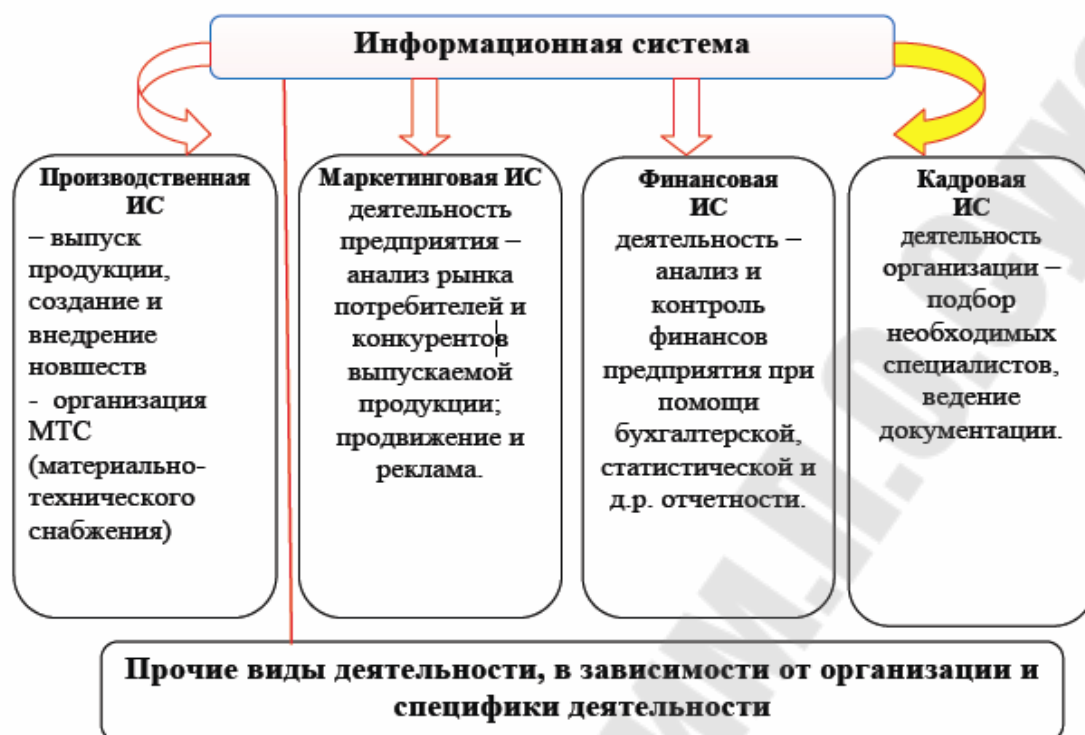 Информационная система
Производственная
ИС
– выпуск
продукции,
создание и
внедрение
новшеств
- организация
МТС
(материально-
технического
снабжения)
Маркетинговая ИС
деятельность
предприятия –
анализ рынка
потребителей и
конкурентов
выпускаемой
продукции;
продвижение и
реклама.
Финансовая
ИС
деятельность –
анализ и
контроль
финансов
предприятия при
помощи
бухгалтерской,
статистической и
д.р. отчетности.
Кадровая
ИС
деятельность
организации –
подбор
необходимых
специалистов,
ведение
документации.
Прочие виды деятельности, в зависимости от организации и
специфики деятельности